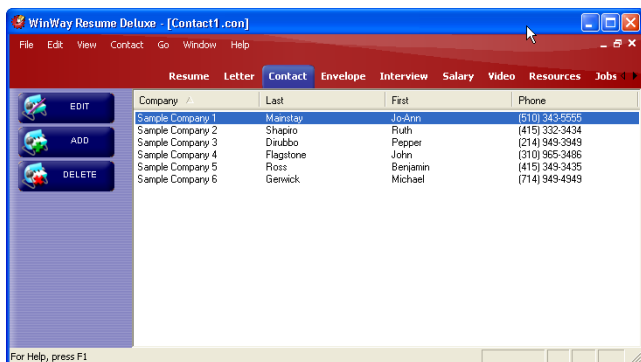 WinWay Resume Deluxe - [Contact1.con]
File Edit View Contact Go Window Help
Resume Letter Contact Envelope Interview Salary Video Resources Jobs
EDIT
ADD
DELETE
Company Last First Phone
Sample Company 1 Mainstay Jo-Ann (510) 343-5555
Sample Company 2 Shapiro Ruth (415) 332-3434
Sample Company 3 Dirubbo Pepper (214) 949-3949
Sample Company 4 Flagstone John (310) 965-3486
Sample Company 5 Ross Benjamin (415) 349-3435
Sample Company 6 Gerwick Michael (714) 949-4949
For Help, press F1